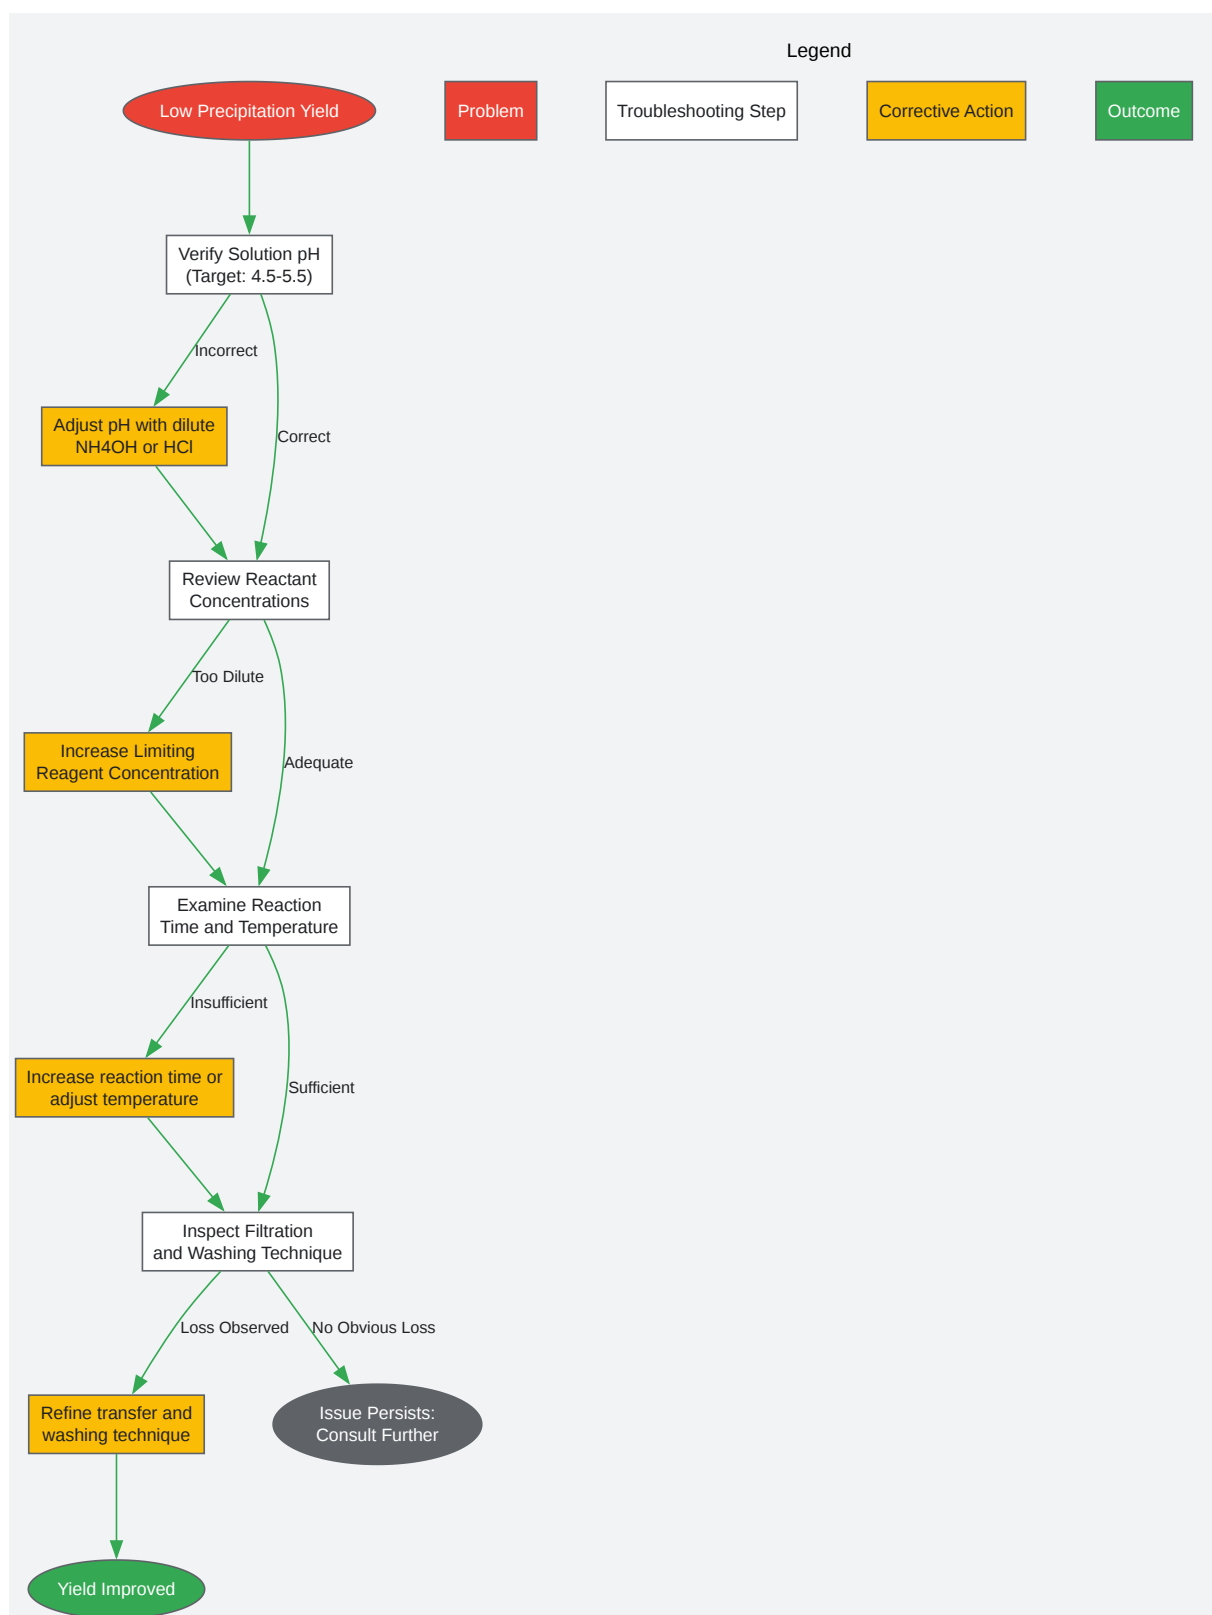 Legend
Low Precipitation Yield
Problem
Troubleshooting Step
Corrective Action
Outcome
Verify Solution pH
(Target: 4.5-5.5)
Incorrect
Adjust pH with dilute
NH4OH or HCl
Correct
Review Reactant
Concentrations
Too Dilute
Increase Limiting
Reagent Concentration
Adequate
Examine Reaction
Time and Temperature
Insufficient
Increase reaction time or
adjust temperature
Sufficient
Inspect Filtration
and Washing Technique
Loss Observed
No Obvious Loss
Refine transfer and
washing technique
Issue Persists:
Consult Further
Yield Improved